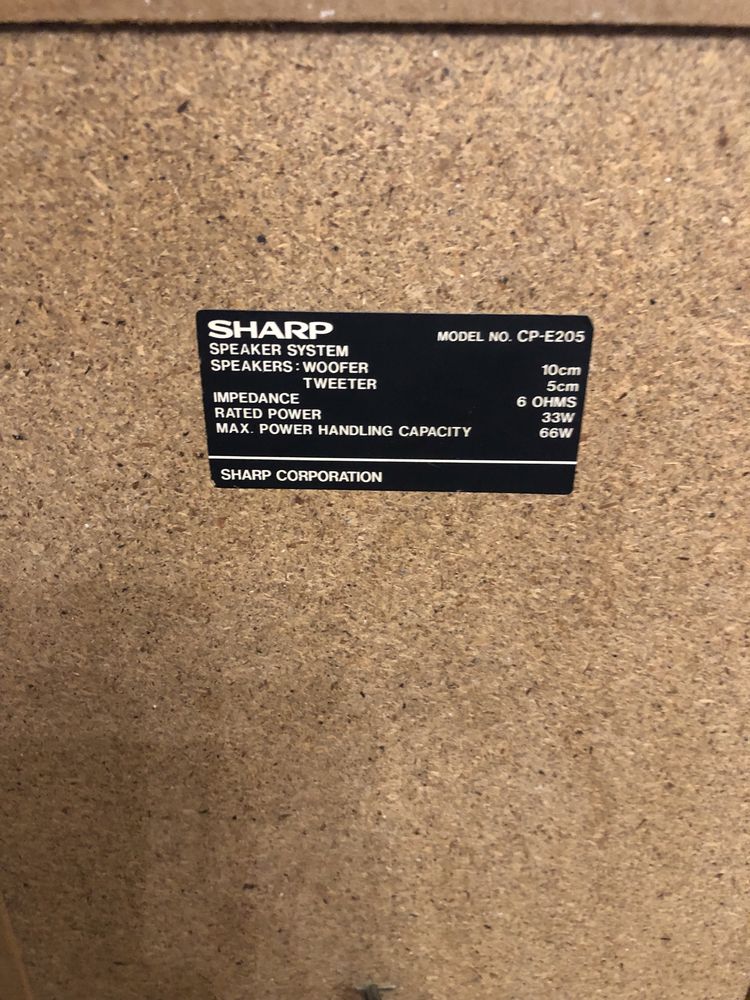 SHARP MODEL NO. CP-E205
SPEAKER SYSTEM
SPEAKERS: WOOFER 10cm
TWEETER 5cm
IMPEDANCE 6 OHMS
RATED POWER 33W
MAX. POWER HANDLING CAPACITY 66W
SHARP CORPORATION